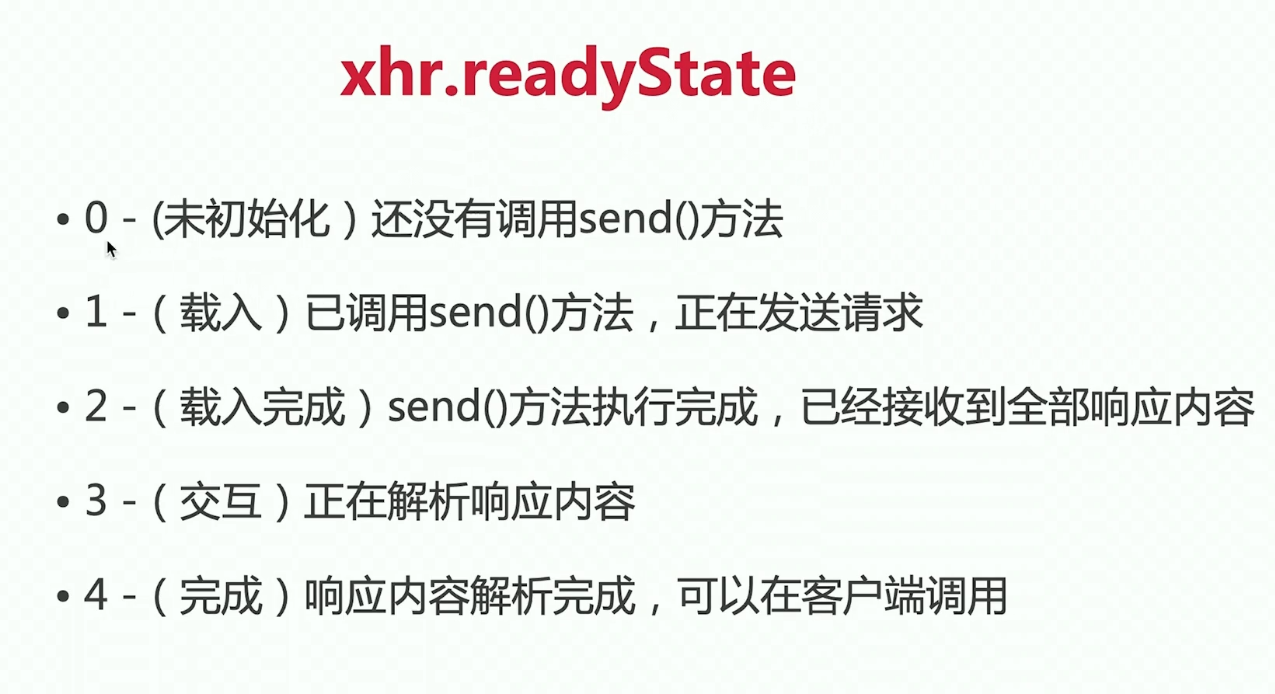 xhr.readyState
• 0 - (未初始化）还没有调用send()方法
• 1 -（ 载入 ）已调用send()方法，正在发送请求
• 2 -（ 载入完成 ）send()方法执行完成，已经接收到全部响应内容
• 3 -（ 交互 ）正在解析响应内容
• 4 -（ 完成 ）响应内容解析完成，可以在客户端调用